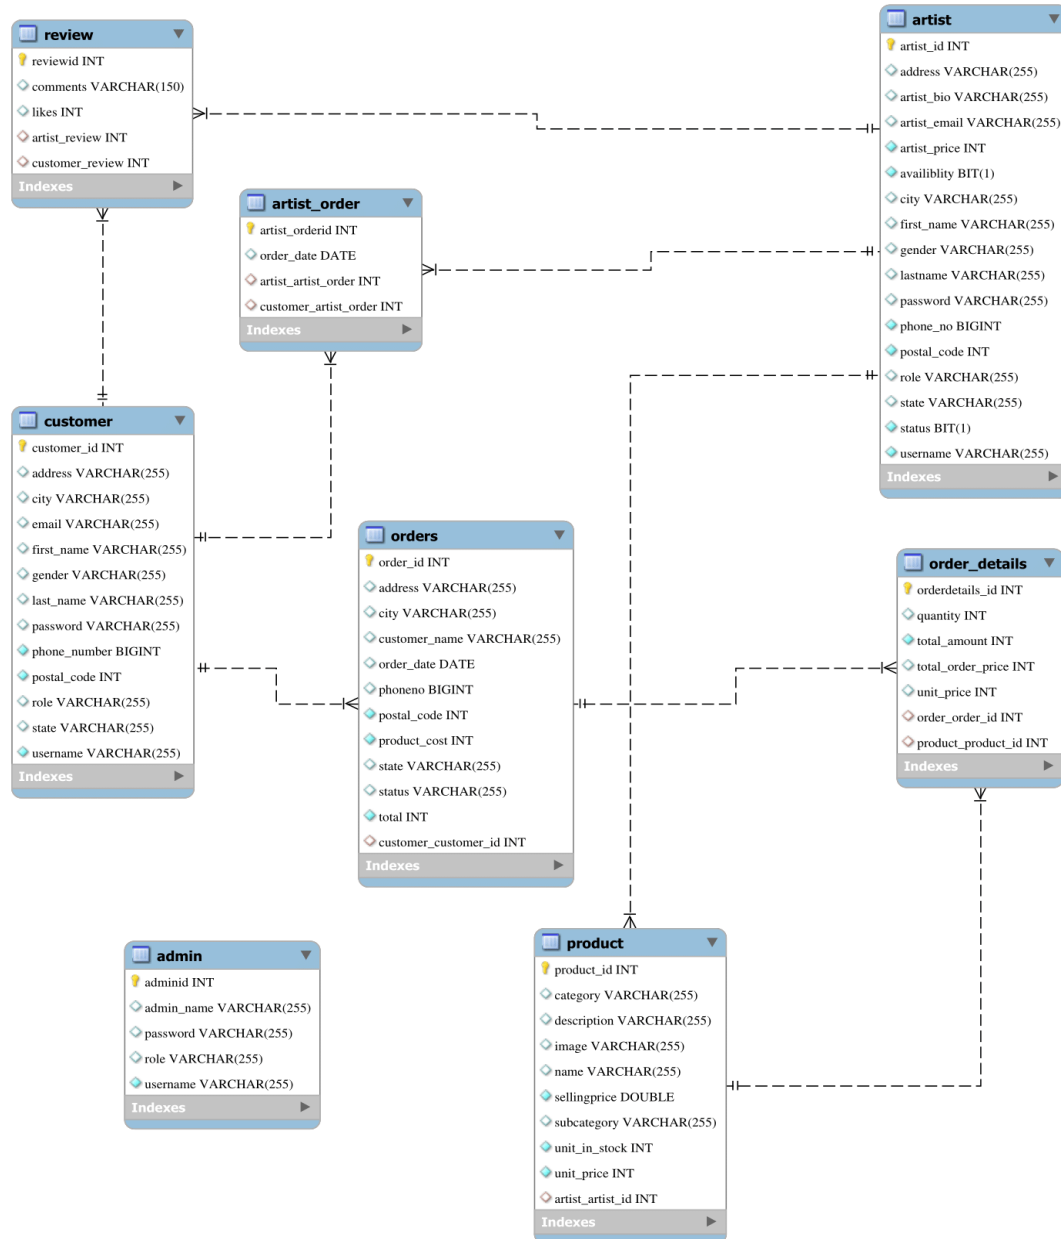 review
reviewid INT
comments VARCHAR(150)
likes INT
artist_review INT
customer_review INT
Indexes
artist
artist_id INT
address VARCHAR(255)
artist_bio VARCHAR(255)
artist_email VARCHAR(255)
artist_price INT
availiblity BIT(1)
city VARCHAR(255)
first_name VARCHAR(255)
gender VARCHAR(255)
lastname VARCHAR(255)
password VARCHAR(255)
phone_no BIGINT
postal_code INT
role VARCHAR(255)
state VARCHAR(255)
status BIT(1)
username VARCHAR(255)
Indexes
artist_order
artist_orderid INT
order_date DATE
artist_artist_order INT
customer_artist_order INT
Indexes
customer
customer_id INT
address VARCHAR(255)
city VARCHAR(255)
email VARCHAR(255)
first_name VARCHAR(255)
gender VARCHAR(255)
last_name VARCHAR(255)
password VARCHAR(255)
phone_number BIGINT
postal_code INT
role VARCHAR(255)
state VARCHAR(255)
username VARCHAR(255)
Indexes
orders
order_id INT
address VARCHAR(255)
city VARCHAR(255)
customer_name VARCHAR(255)
order_date DATE
phoneno BIGINT
postal_code INT
product_cost INT
state VARCHAR(255)
status VARCHAR(255)
total INT
customer_customer_id INT
Indexes
order_details
orderdetails_id INT
quantity INT
total_amount INT
total_order_price INT
unit_price INT
order_order_id INT
product_product_id INT
Indexes
admin
adminid INT
admin_name VARCHAR(255)
password VARCHAR(255)
role VARCHAR(255)
username VARCHAR(255)
Indexes
product
product_id INT
category VARCHAR(255)
description VARCHAR(255)
image VARCHAR(255)
name VARCHAR(255)
sellingprice DOUBLE
subcategory VARCHAR(255)
unit_in_stock INT
unit_price INT
artist_artist_id INT
Indexes